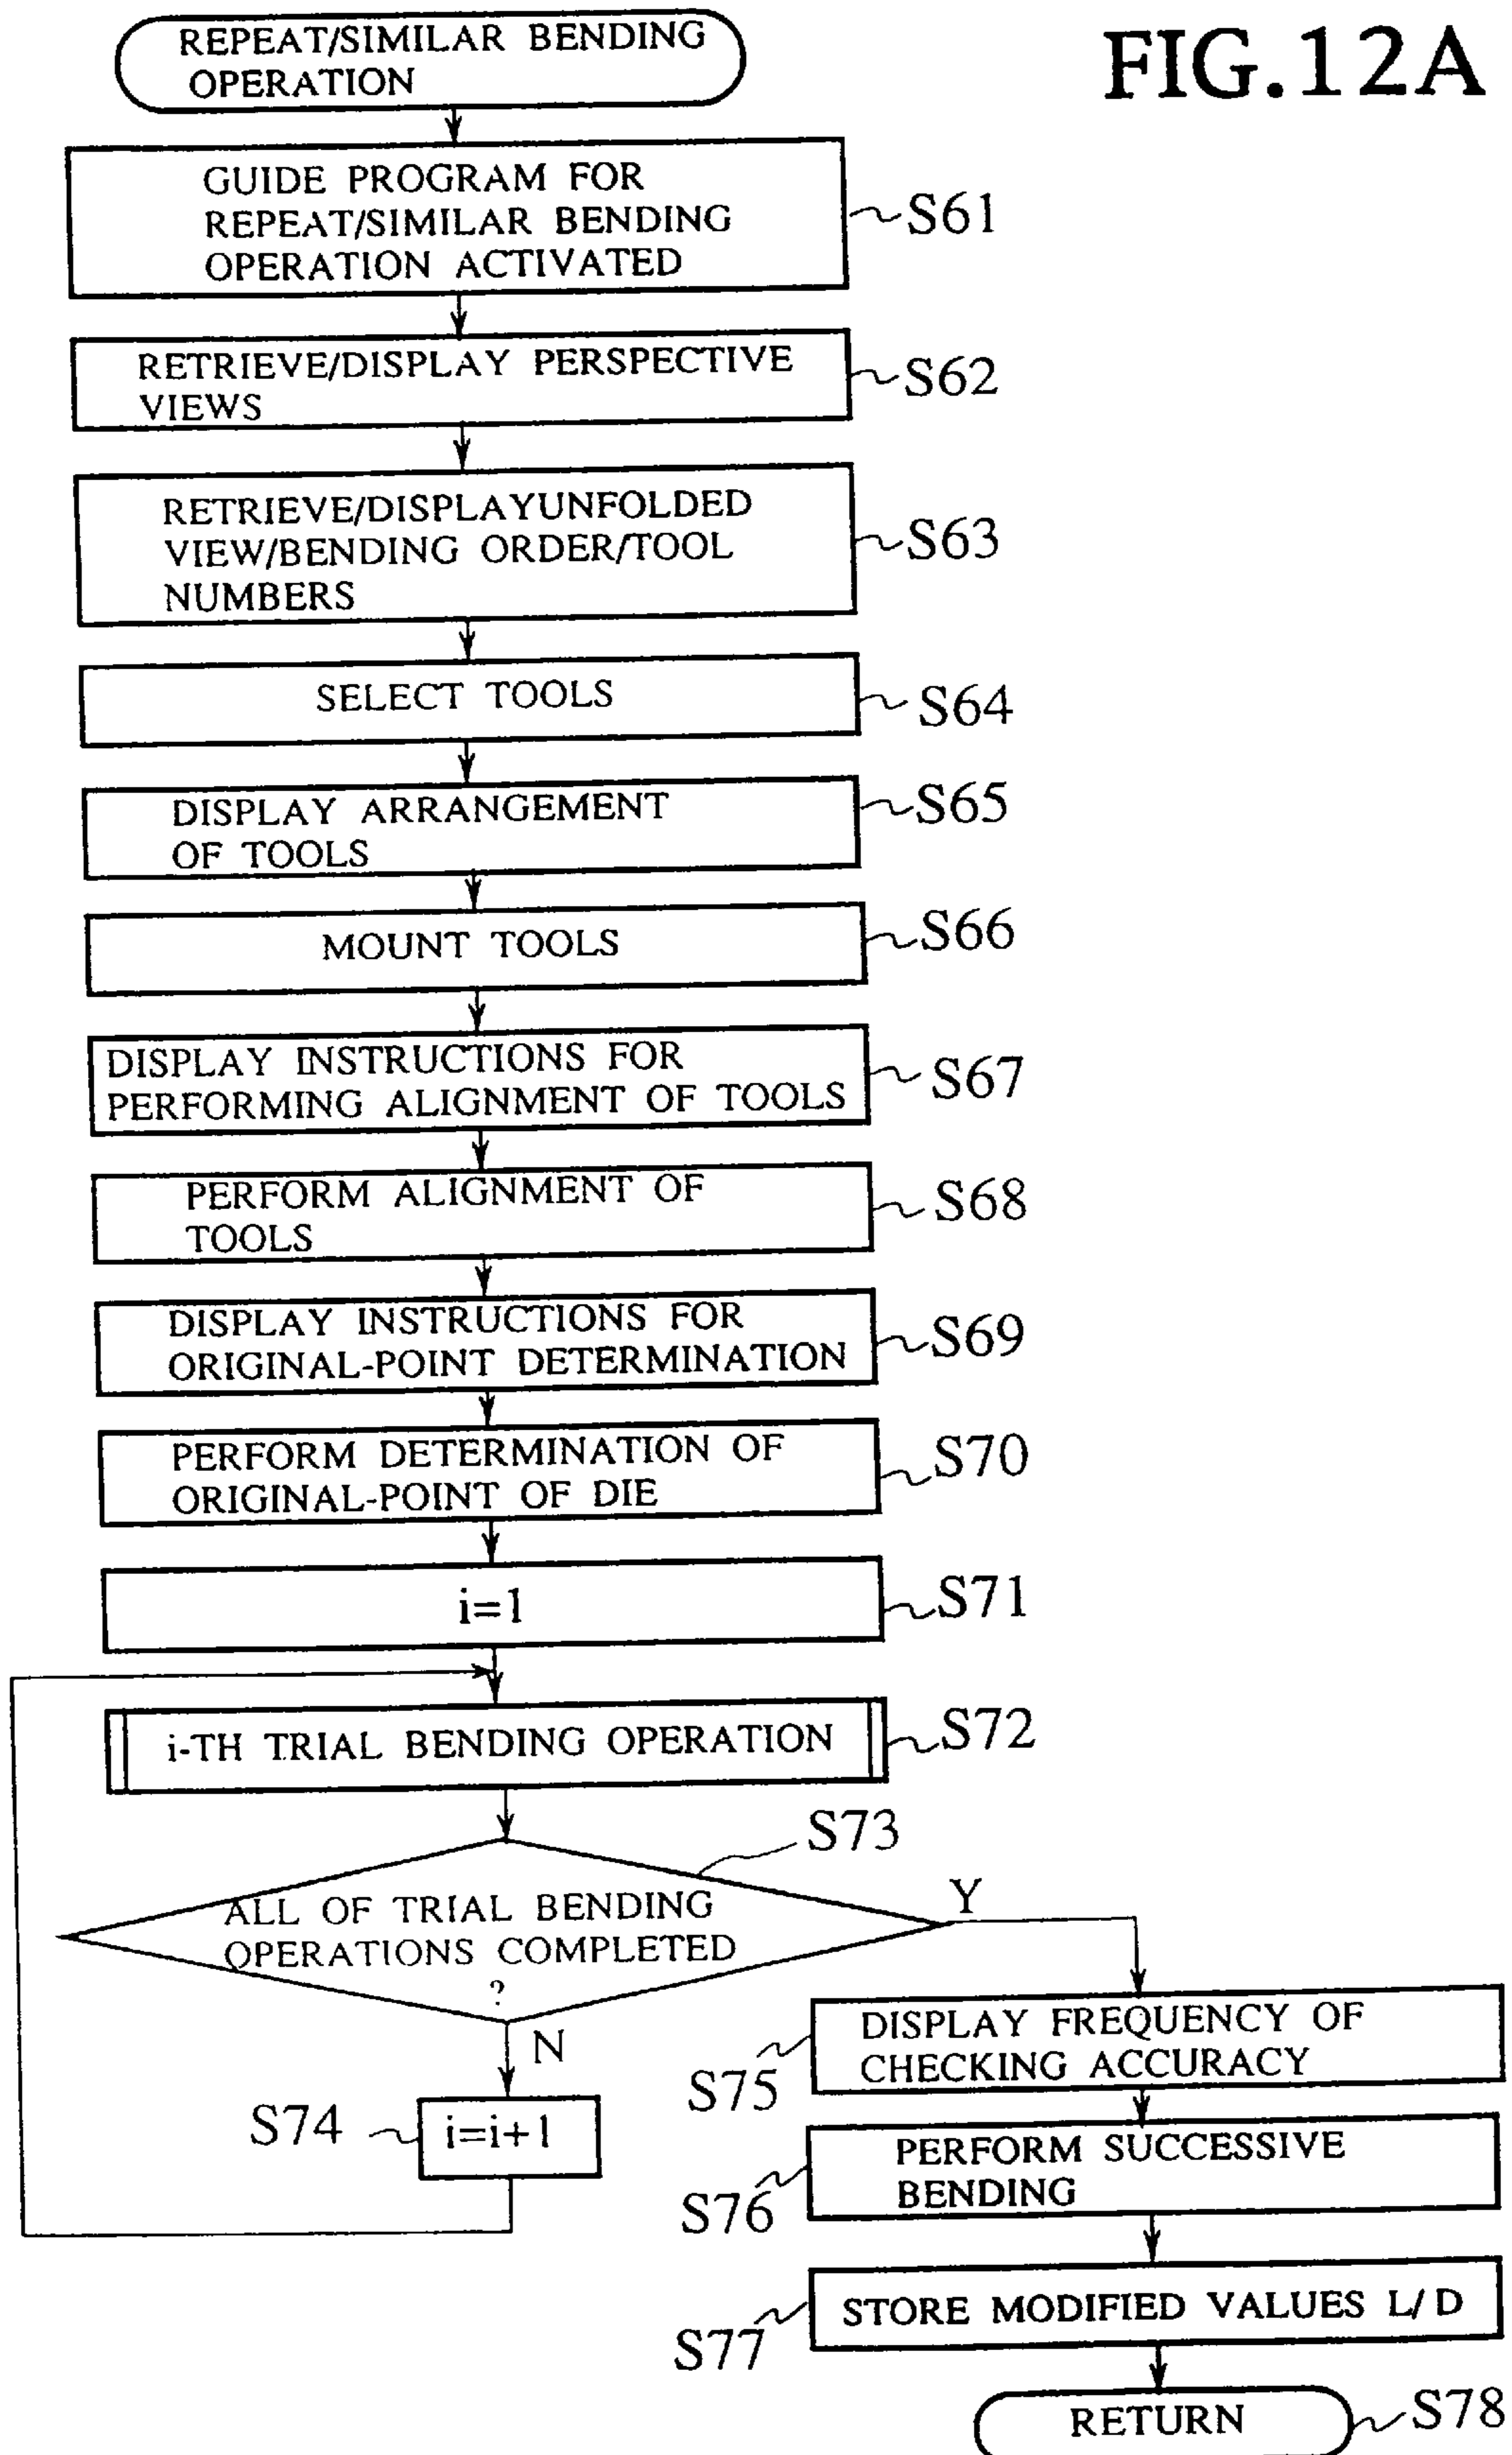 FIG.12A
REPEAT/SIMILAR BENDING
OPERATION
GUIDE PROGRAM FOR
REPEAT/SIMILAR BENDING
OPERATION ACTIVATED
S61
RETRIEVE/DISPLAY PERSPECTIVE
VIEWS
S62
RETRIEVE/DISPLAYUNFOLDED
VIEW/BENDING ORDER/TOOL
NUMBERS
S63
SELECT TOOLS
S64
DISPLAY ARRANGEMENT
OF TOOLS
S65
MOUNT TOOLS
S66
DISPLAY INSTRUCTIONS FOR
PERFORMING ALIGNMENT OF TOOLS
S67
PERFORM ALIGNMENT OF
TOOLS
S68
DISPLAY INSTRUCTIONS FOR
ORIGINAL-POINT DETERMINATION
S69
PERFORM DETERMINATION OF
ORIGINAL-POINT OF DIE
S70
i=1
S71
i-TH TRIAL BENDING OPERATION
S72
S73
ALL OF TRIAL BENDING
OPERATIONS COMPLETED
?
Y
N
S74
i=i+1
DISPLAY FREQUENCY OF
CHECKING ACCURACY
S75
PERFORM SUCCESSIVE
BENDING
S76
STORE MODIFIED VALUES L/D
S77
RETURN
S78